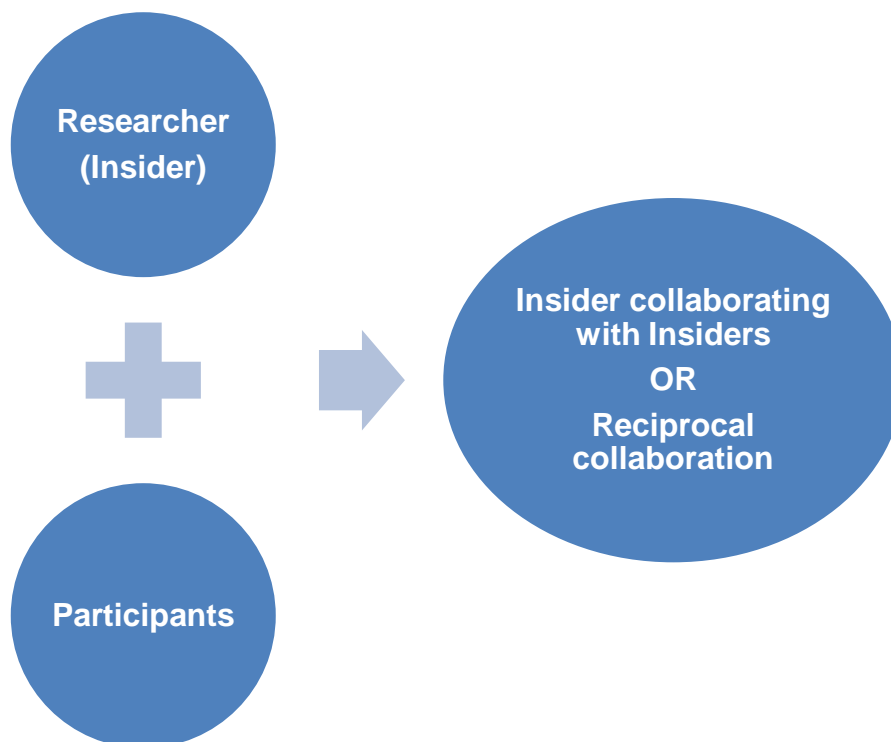 Researcher
(Insider)
Participants
Insider collaborating
with Insiders
OR
Reciprocal
collaboration